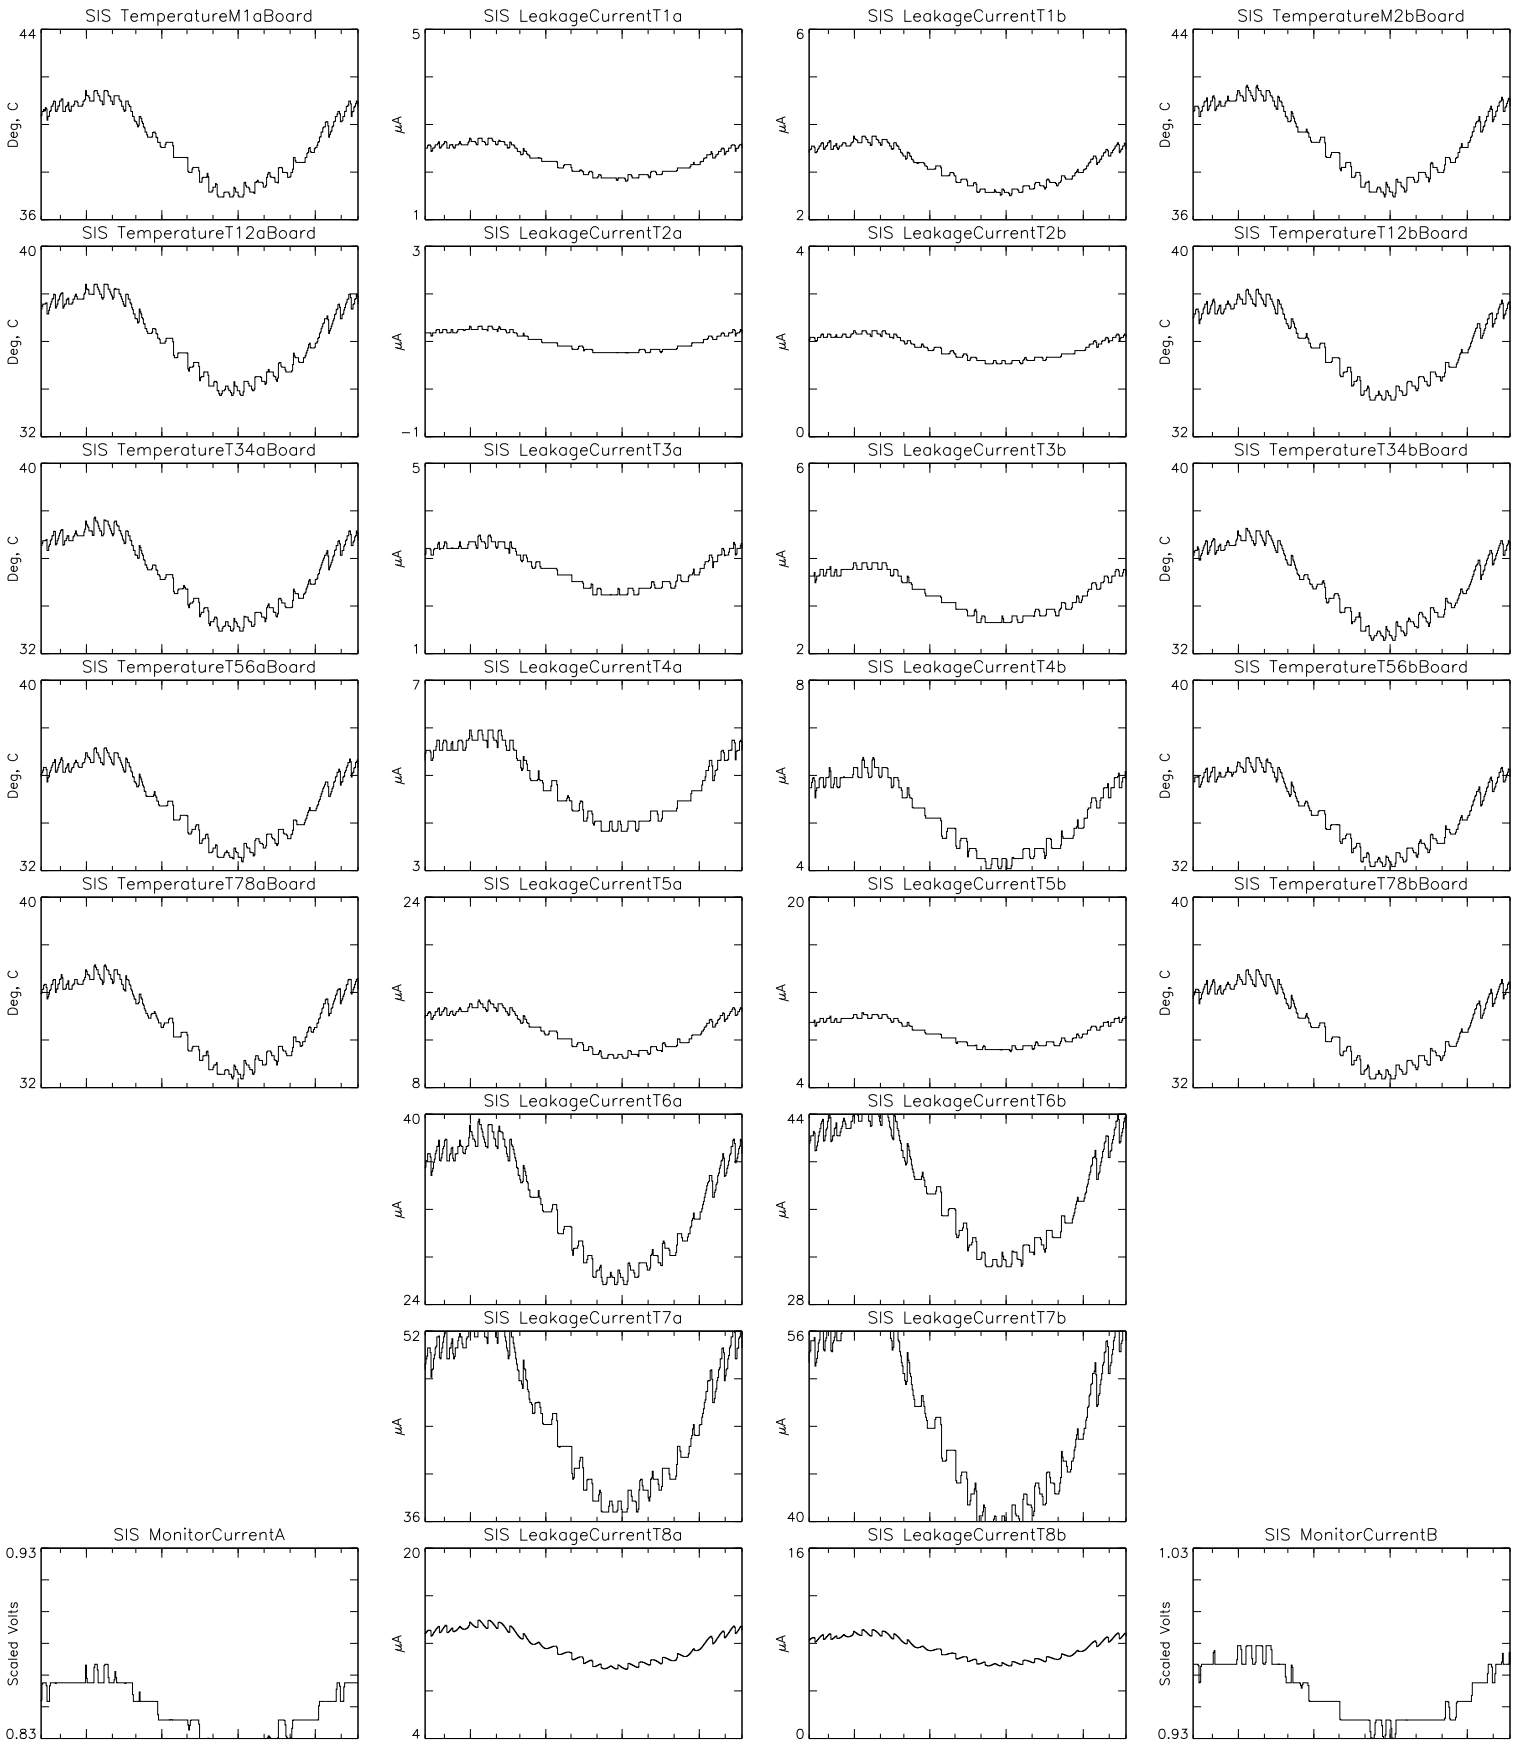 SIS TemperatureM1aBoard
SIS LeakageCurrentT1a
SIS LeakageCurrentT1b
SIS TemperatureM2bBoard
44
36
Deg, C
5
1
μA
6
2
μA
44
36
Deg, C
SIS TemperatureT12aBoard
SIS LeakageCurrentT2a
SIS LeakageCurrentT2b
SIS TemperatureT12bBoard
40
32
Deg, C
3
-1
μA
4
0
μA
40
32
Deg, C
SIS TemperatureT34aBoard
SIS LeakageCurrentT3a
SIS LeakageCurrentT3b
SIS TemperatureT34bBoard
40
32
Deg, C
5
1
μA
6
2
μA
40
32
Deg, C
SIS TemperatureT56aBoard
SIS LeakageCurrentT4a
SIS LeakageCurrentT4b
SIS TemperatureT56bBoard
40
32
Deg, C
7
3
μA
8
4
μA
40
32
Deg, C
SIS TemperatureT78aBoard
SIS LeakageCurrentT5a
SIS LeakageCurrentT5b
SIS TemperatureT78bBoard
40
32
Deg, C
24
8
μA
20
4
μA
40
32
Deg, C
SIS LeakageCurrentT6a
SIS LeakageCurrentT6b
40
24
μA
44
28
μA
SIS LeakageCurrentT7a
SIS LeakageCurrentT7b
52
36
μA
56
40
μA
SIS MonitorCurrentA
SIS LeakageCurrentT8a
SIS LeakageCurrentT8b
SIS MonitorCurrentB
0.93
0.83
Scaled Volts
20
4
μA
16
0
μA
1.03
0.93
Scaled Volts